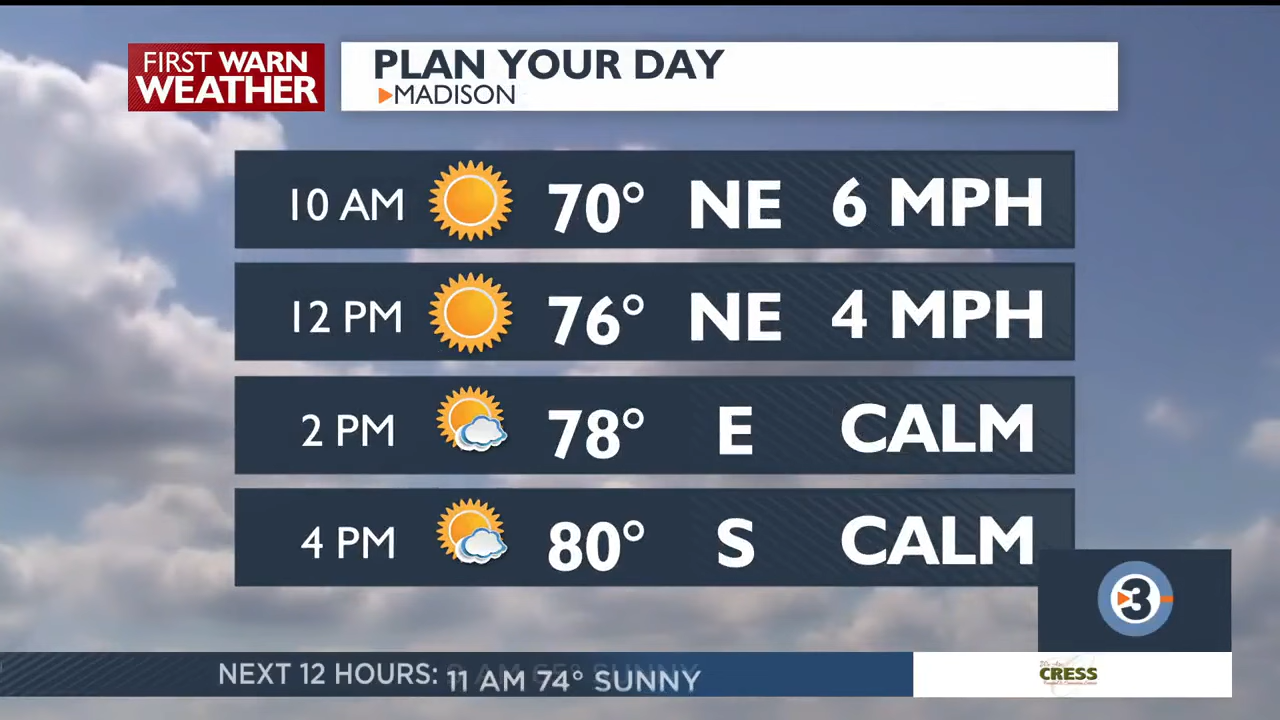 FIRST WARN
WEATHER
PLAN YOUR DAY
MADISON
10 AM 70° NE 6 MPH
12 PM 76° NE 4 MPH
2 PM 78° E CALM
4 PM 80° S CALM
3
NEXT 12 HOURS: 11 AM 74° SUNNY
CRESS